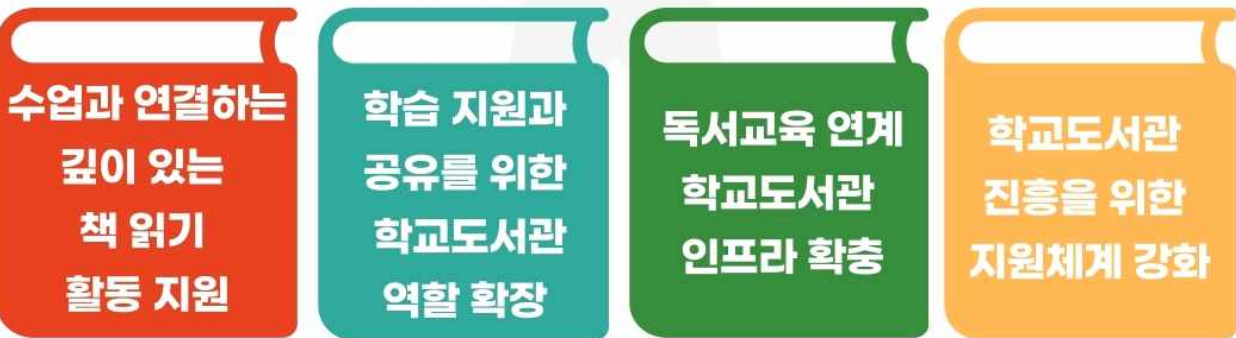 수업과 연결하는
깊이 있는
책 읽기
활동 지원
학습 지원과
공유를 위한
학교도서관
역할 확장
독서교육 연계
학교도서관
인프라 확충
학교도서관
진흥을 위한
지원체계 강화